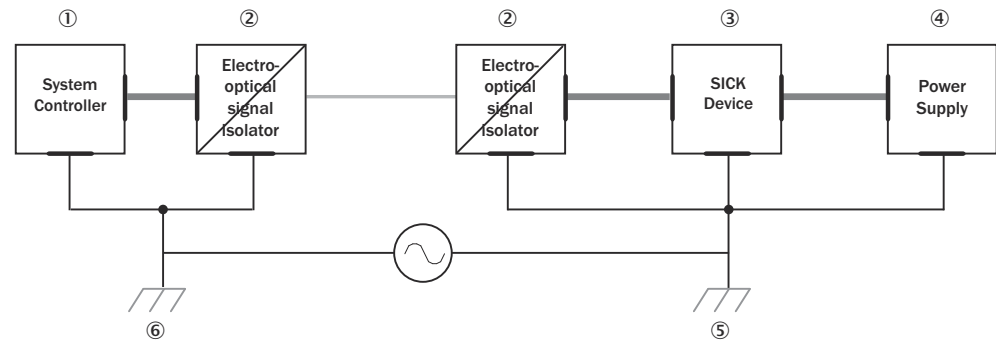 ① ② ② ③ ④
System
Controller
Electro-
optical
signal
isolator
Electro-
optical
signal
isolator
SICK
Device
Power
Supply
⑥ ⑤